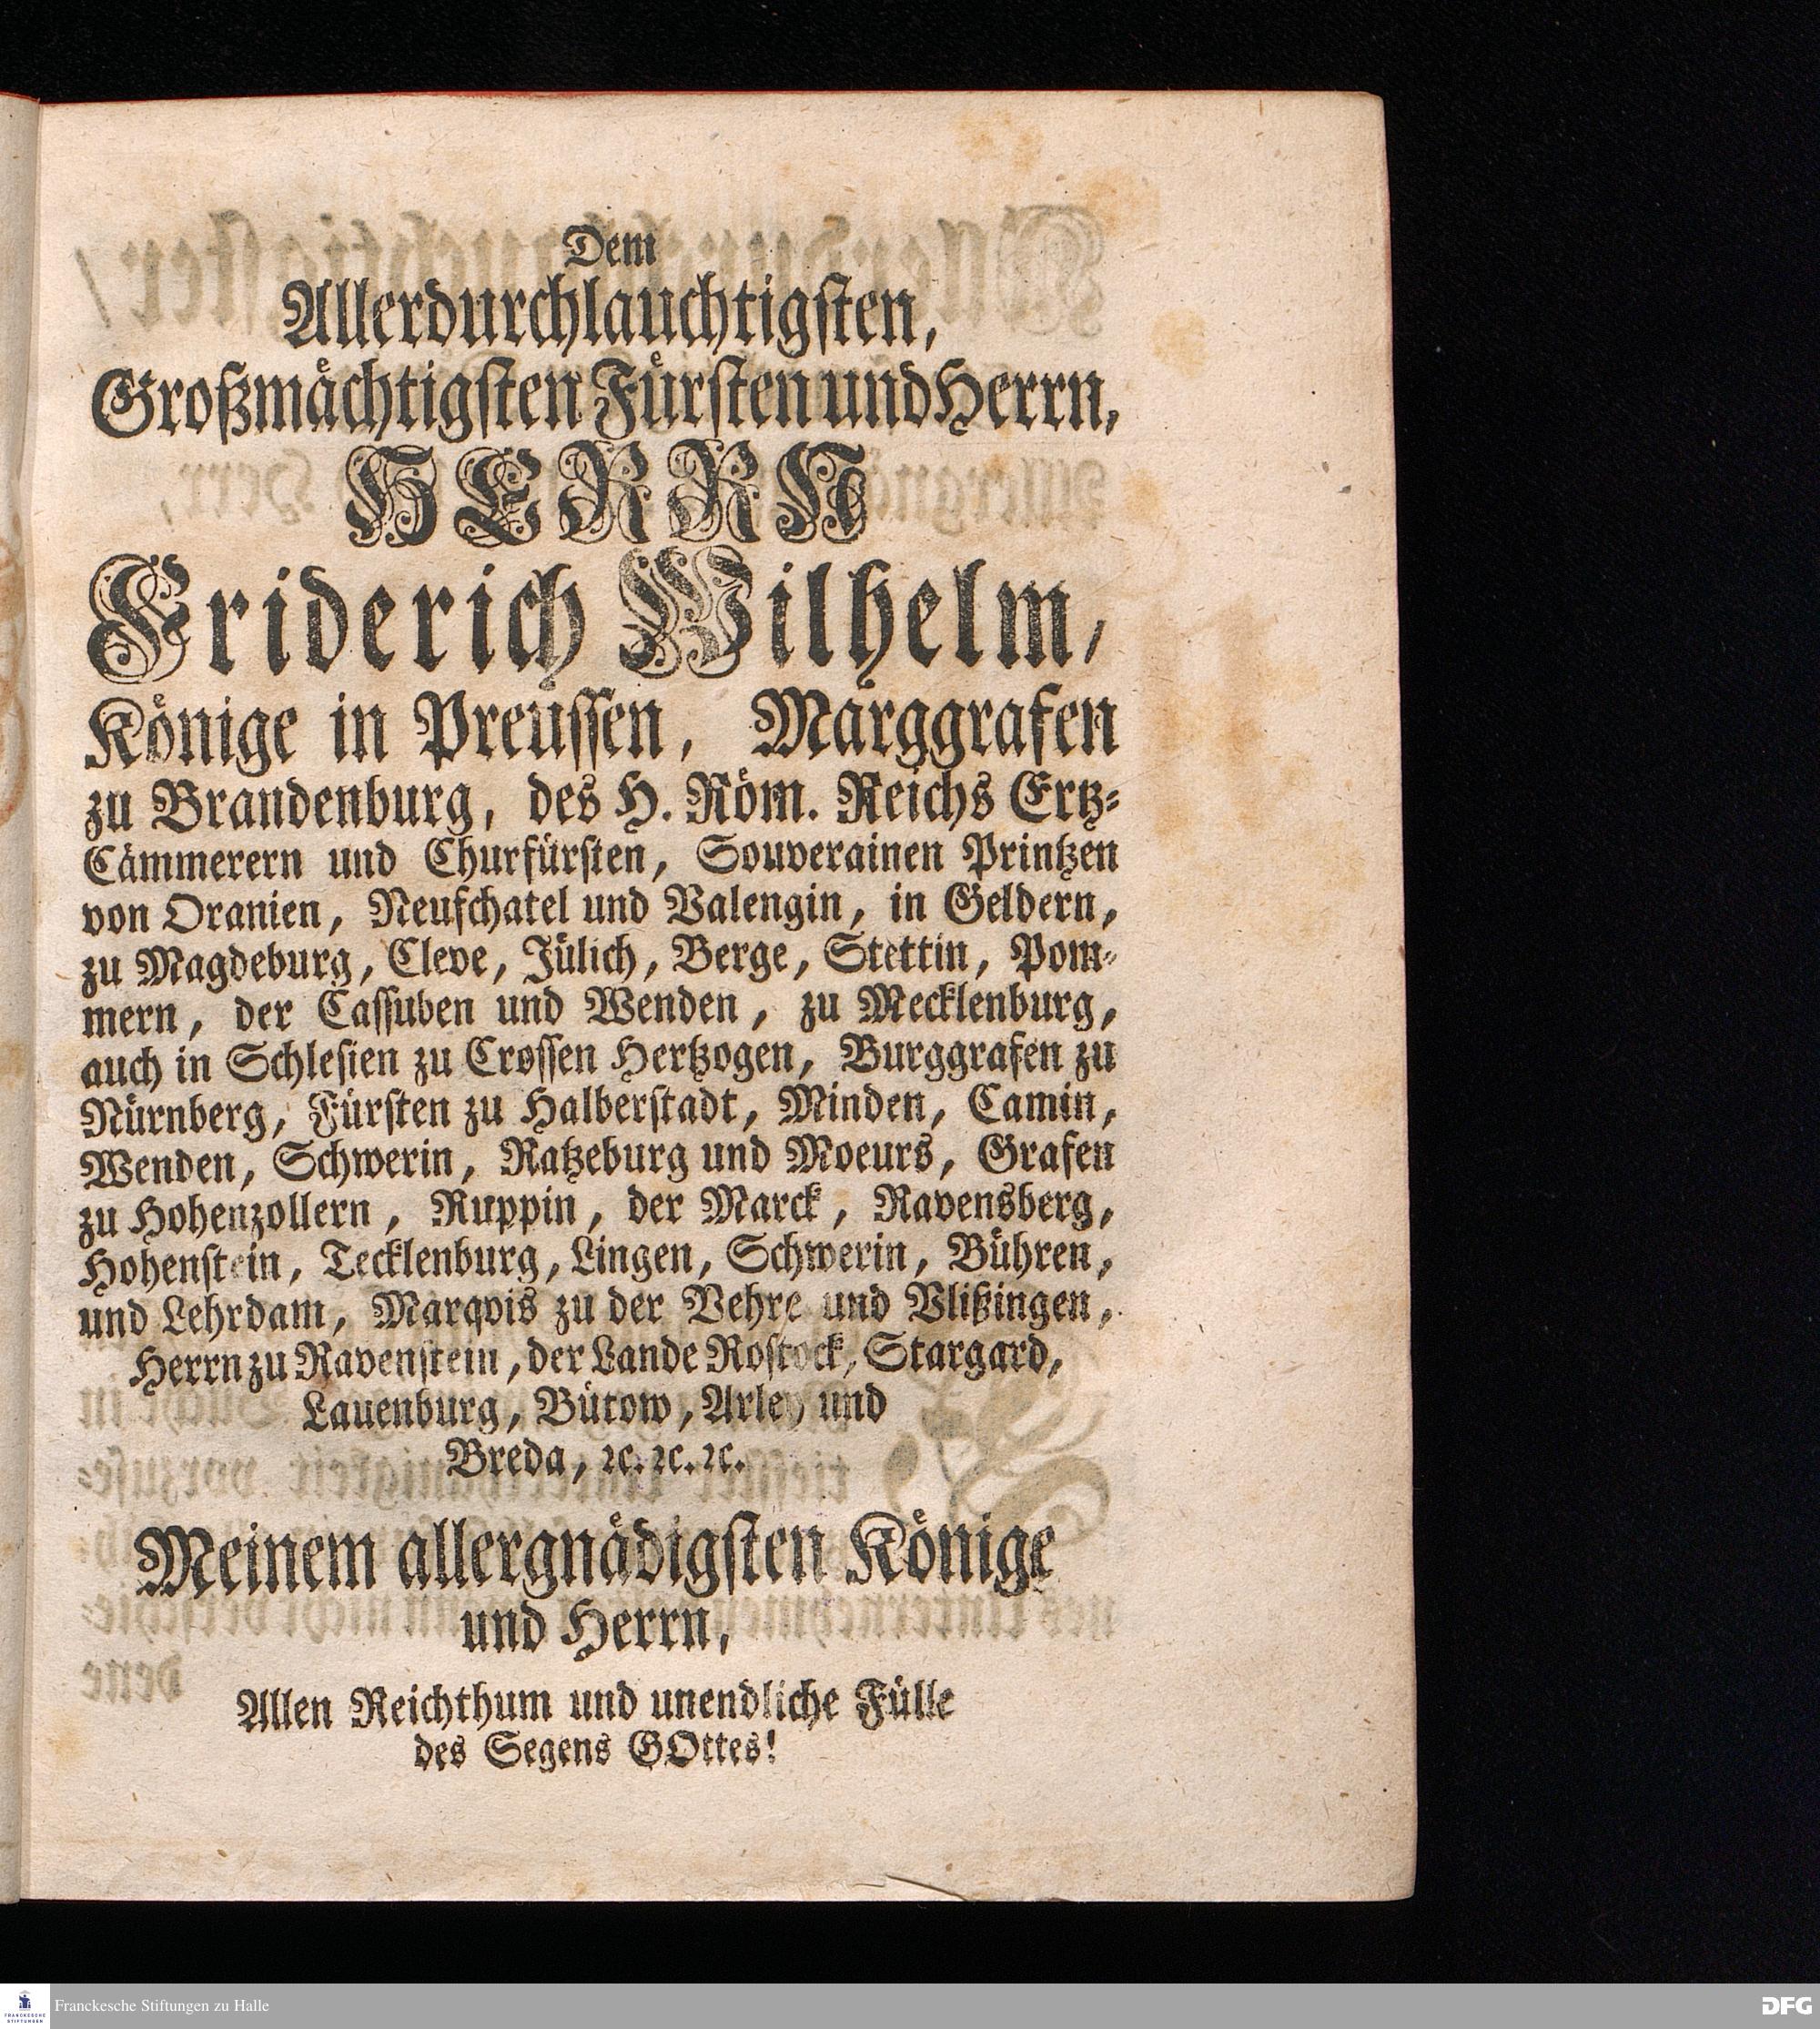 Dem
Allerdurchlauchtigsten,
Großmächtigsten Fürsten und Herrn,
HERRN
Friderich Wilhelm,
Könige in Preussen, Marggrafen
zu Brandenburg, des H. Röm. Reichs Ertz-
Cämmerern und Churfürsten, Souverainen Printzen
von Oranien, Neufchatel und Valengin, in Geldern,
zu Magdeburg, Cleve, Jülich, Berge, Stettin, Pom-
mern, der Cassuben und Wenden, zu Mecklenburg,
auch in Schlesien zu Crossen Hertzogen, Burggrafen zu
Nürnberg, Fürsten zu Halberstadt, Minden, Camin,
Wenden, Schwerin, Ratzeburg und Moeurs, Grafen
zu Hohenzollern, Ruppin, der Marck, Ravensberg,
Hohenstein, Tecklenburg, Lingen, Schwerin, Bühren,
und Lehrdam, Marqvis zu der Vehre und Vlißingen,
Herrn zu Ravenstein, der Lande Rostock, Stargard,
Lauenburg, Bütow, Arley und
Breda, ꝛc. ꝛc. ꝛc.
Meinem allergnädigsten Könige
und Herrn,
Allen Reichthum und unendliche Fülle
des Segens GOttes!
FRANCKESCHE STIFTUNGEN
Franckesche Stiftungen zu Halle
DFG